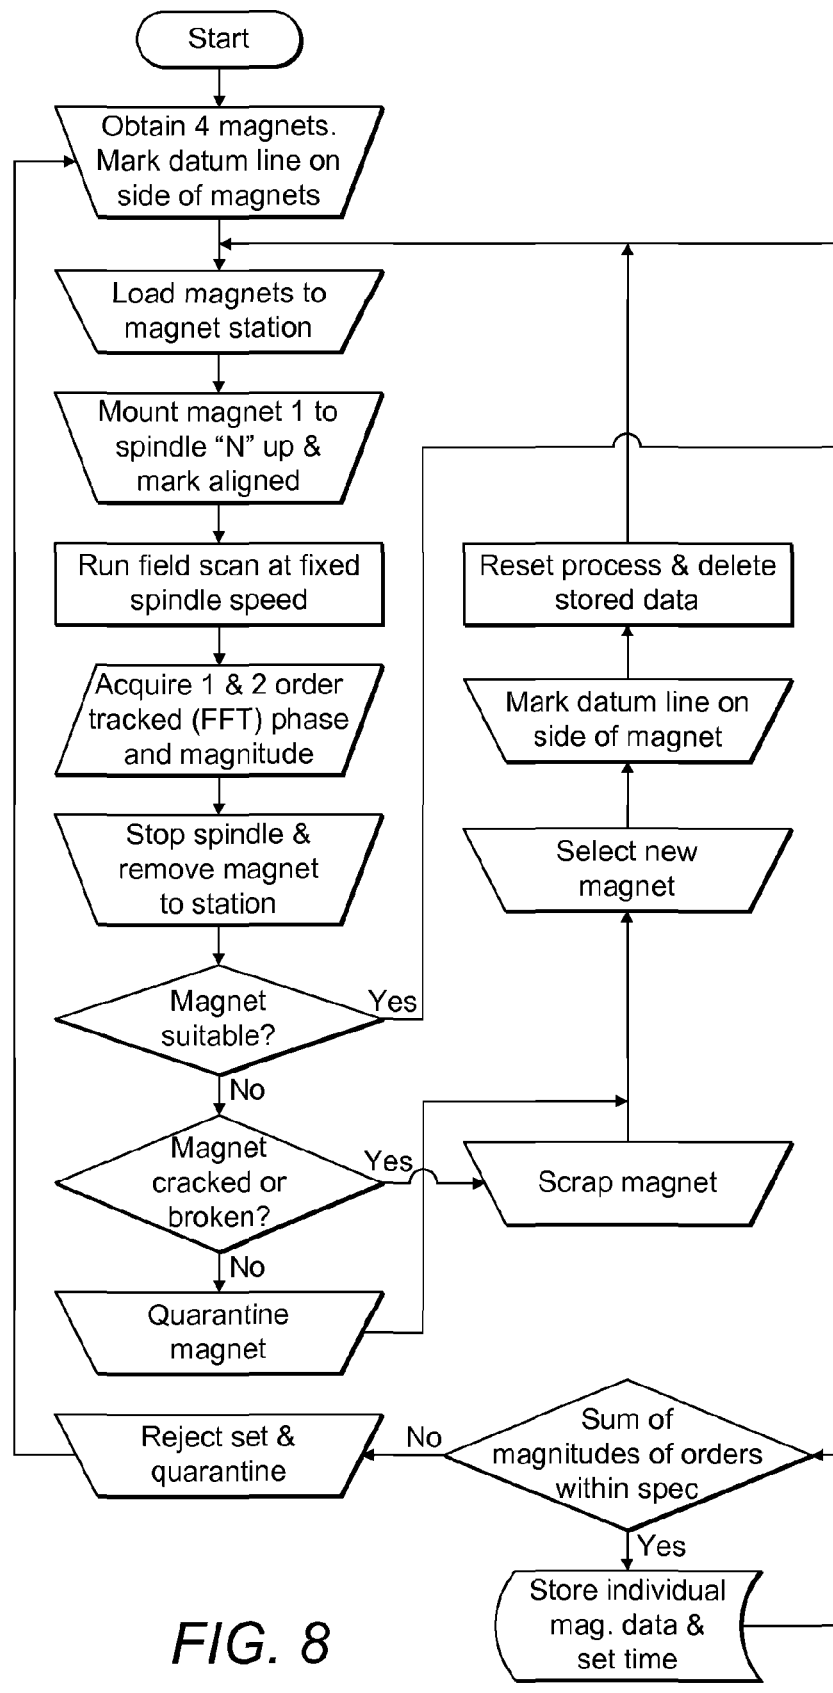 Start
Obtain 4 magnets.
Mark datum line on
side of magnets
Load magnets to
magnet station
Mount magnet 1 to
spindle “N” up &
mark aligned
Run field scan at fixed
spindle speed
Acquire 1 & 2 order
tracked (FFT) phase
and magnitude
Stop spindle &
remove magnet
to station
Magnet
suitable?
Yes
No
Magnet
cracked or
broken?
Yes
No
Quarantine
magnet
Scrap magnet
Select new
magnet
Mark datum line on
side of magnet
Reset process & delete
stored data
Sum of
magnitudes of orders
within spec
No
Yes
Reject set &
quarantine
Store individual
mag. data &
set time
FIG. 8